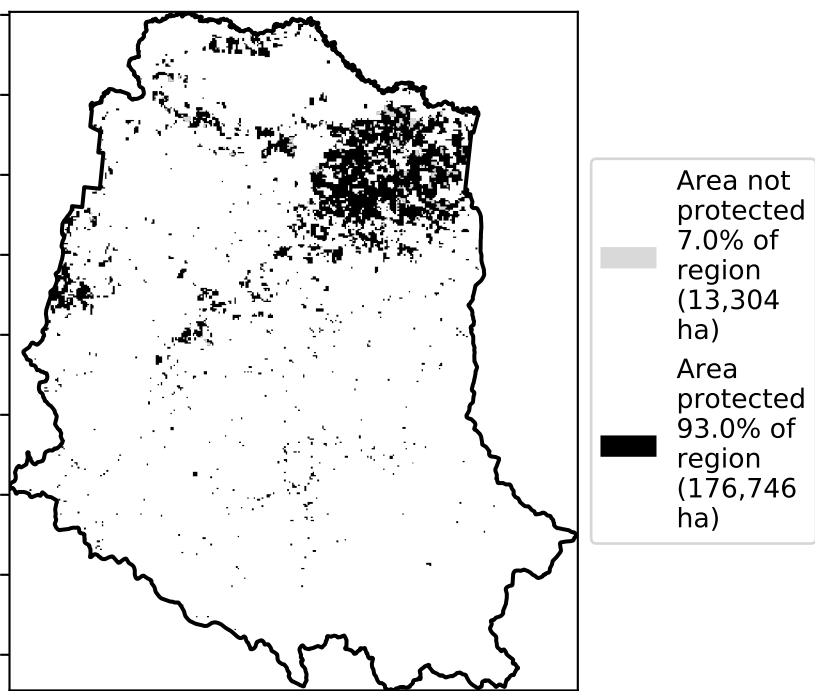 Area not
protected
7.0% of
region
(13,304
ha)
Area
protected
93.0% of
region
(176,746
ha)